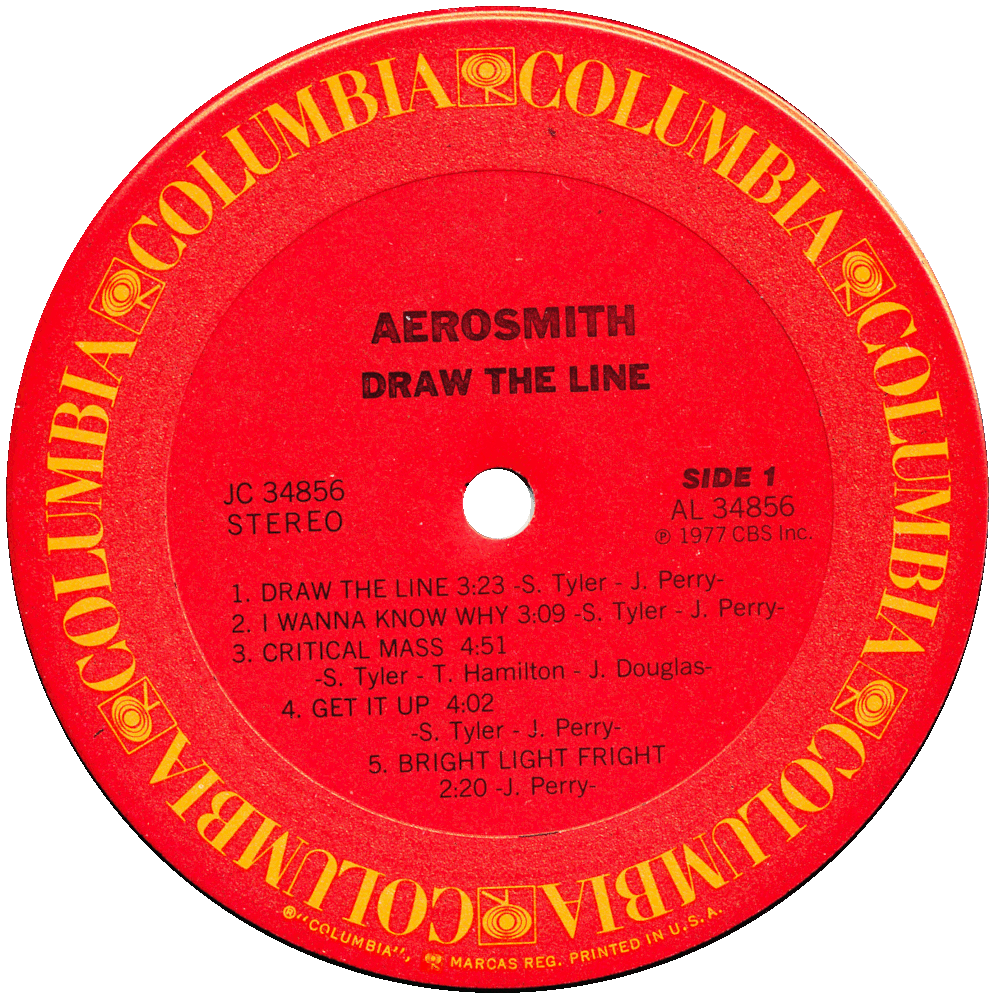 COLUMBIA COLUMBIA COLUMBIA COLUMBIA COLUMBIA COLUMBIA
AEROSMITH
DRAW THE LINE
JC 34856
STEREO
SIDE 1
AL 34856
Ⓟ 1977 CBS Inc.
1. DRAW THE LINE 3:23 -S. Tyler - J. Perry-
2. I WANNA KNOW WHY 3:09 -S. Tyler - J. Perry-
3. CRITICAL MASS 4:51
-S. Tyler - T. Hamilton - J. Douglas-
4. GET IT UP 4:02
-S. Tyler - J. Perry-
5. BRIGHT LIGHT FRIGHT
2:20 -J. Perry-
®"COLUMBIA", MARCAS REG. PRINTED IN U.S.A.